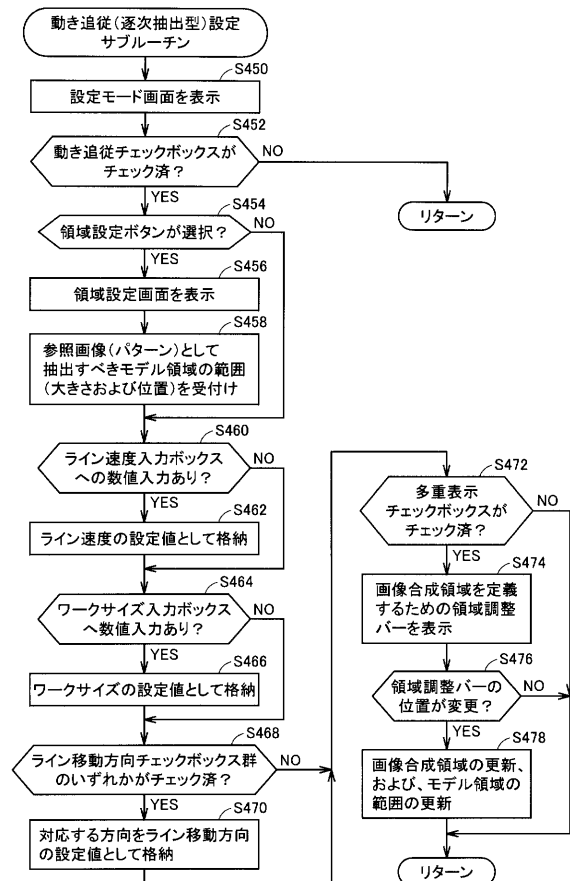 動き追従（逐次抽出型）設定
サブルーチン
S450
設定モード画面を表示
S452
動き追従チェックボックスが
チェック済？
NO
YES
リターン
S454
領域設定ボタンが選択？
NO
YES
S456
領域設定画面を表示
S458
参照画像（パターン）として
抽出すべきモデル領域の範囲
（大きさおよび位置）を受付け
S460
ライン速度入力ボックス
への数値入力あり？
NO
YES
S462
ライン速度の設定値として格納
S464
ワークサイズ入力ボックス
へ数値入力あり？
NO
YES
S466
ワークサイズの設定値として格納
S468
ライン移動方向チェックボックス群
のいずれかがチェック済？
NO
YES
S470
対応する方向をライン移動方向
の設定値として格納
S472
多重表示
チェックボックスが
チェック済？
NO
YES
S474
画像合成領域を定義
するための領域調整
バーを表示
S476
領域調整バーの
位置が変更？
NO
YES
S478
画像合成領域の更新、
および、モデル領域の
範囲の更新
リターン